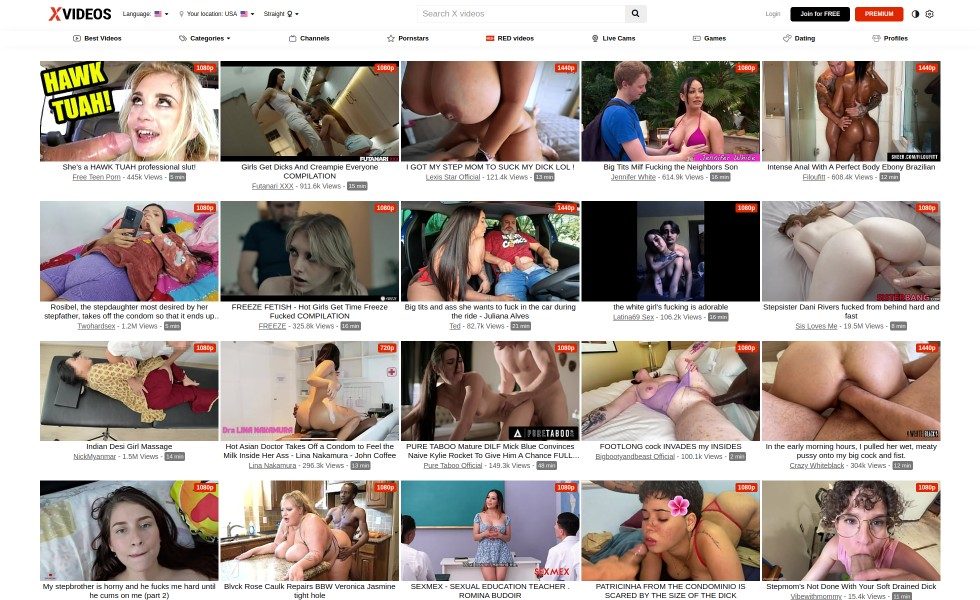 XVIDEOS
Language:
Your location: USA
Straight
Search X videos
Login
Join for FREE
PREMIUM
Best Videos
Categories
Channels
Pornstars
RED videos
Live Cams
Games
Dating
Profiles
HAWK
TUAH!
1080p
1080p
FUTANARI
1440p
1080p
Jennifer White
1440p
SHEER.COM/FILOUFITT
She's a HAWK TUAH professional slut!
Free Teen Porn - 445k Views - 5 min
Girls Get Dicks And Creampie Everyone
COMPILATION
Futanari XXX - 911.6k Views - 15 min
I GOT MY STEP MOM TO SUCK MY DICK LOL !
Lexis Star Official - 121.4k Views - 13 min
Big Tits Milf Fucking the Neighbors Son
Jennifer White - 614.9k Views - 16 min
Intense Anal With A Perfect Body Ebony Brazilian
Filoufitt - 608.4k Views - 12 min
1080p
1080p
1440p
1080p
1080p
Rosibel, the stepdaughter most desired by her
stepfather, takes off the condom so that it ends up..
Twohardsex - 1.2M Views - 5 min
FREEZE FETISH - Hot Girls Get Time Freeze
Fucked COMPILATION
FREEZE - 325.8k Views - 16 min
Big tits and ass she wants to fuck in the car during
the ride - Juliana Alves
Ted - 82.7k Views - 21 min
the white girl's fucking is adorable
Latina69 Sex - 106.2k Views - 16 min
Stepsister Dani Rivers fucked from behind hard and
fast
Sis Loves Me - 19.5M Views - 8 min
1080p
720p
Dra LINA NAKAMURA
1080p
PURETABOO
1080p
1440p
Indian Desi Girl Massage
NickMyanmar - 1.5M Views - 14 min
Hot Asian Doctor Takes Off a Condom to Feel the
Milk Inside Her Ass - Lina Nakamura - John Coffee
Lina Nakamura - 296.3k Views - 13 min
PURE TABOO Mature DILF Mick Blue Convinces
Naive Kylie Rocket To Give Him A Chance FULL...
Pure Taboo Official - 149.3k Views - 48 min
FOOTLONG cock INVADES my INSIDES
Bigbootyandbeast Official - 100.1k Views - 2 min
In the early morning hours, I pulled her wet, meaty
pussy onto my big cock and fist.
Crazy Whiteblack - 304k Views - 12 min
1080p
1080p
1080p
SEXMEX
1080p
1080p
My stepbrother is horny and he fucks me hard until
he cums on me (part 2)
Blvck Rose Caulk Repairs BBW Veronica Jasmine
tight hole
SEXMEX - SEXUAL EDUCATION TEACHER .
ROMINA BUDOIR
PATRICINHA FROM THE CONDOMINIO IS
SCARED BY THE SIZE OF THE DICK
Stepmom's Not Done With Your Soft Drained Dick
Vibewithmommy - 15.4k Views - 11 min